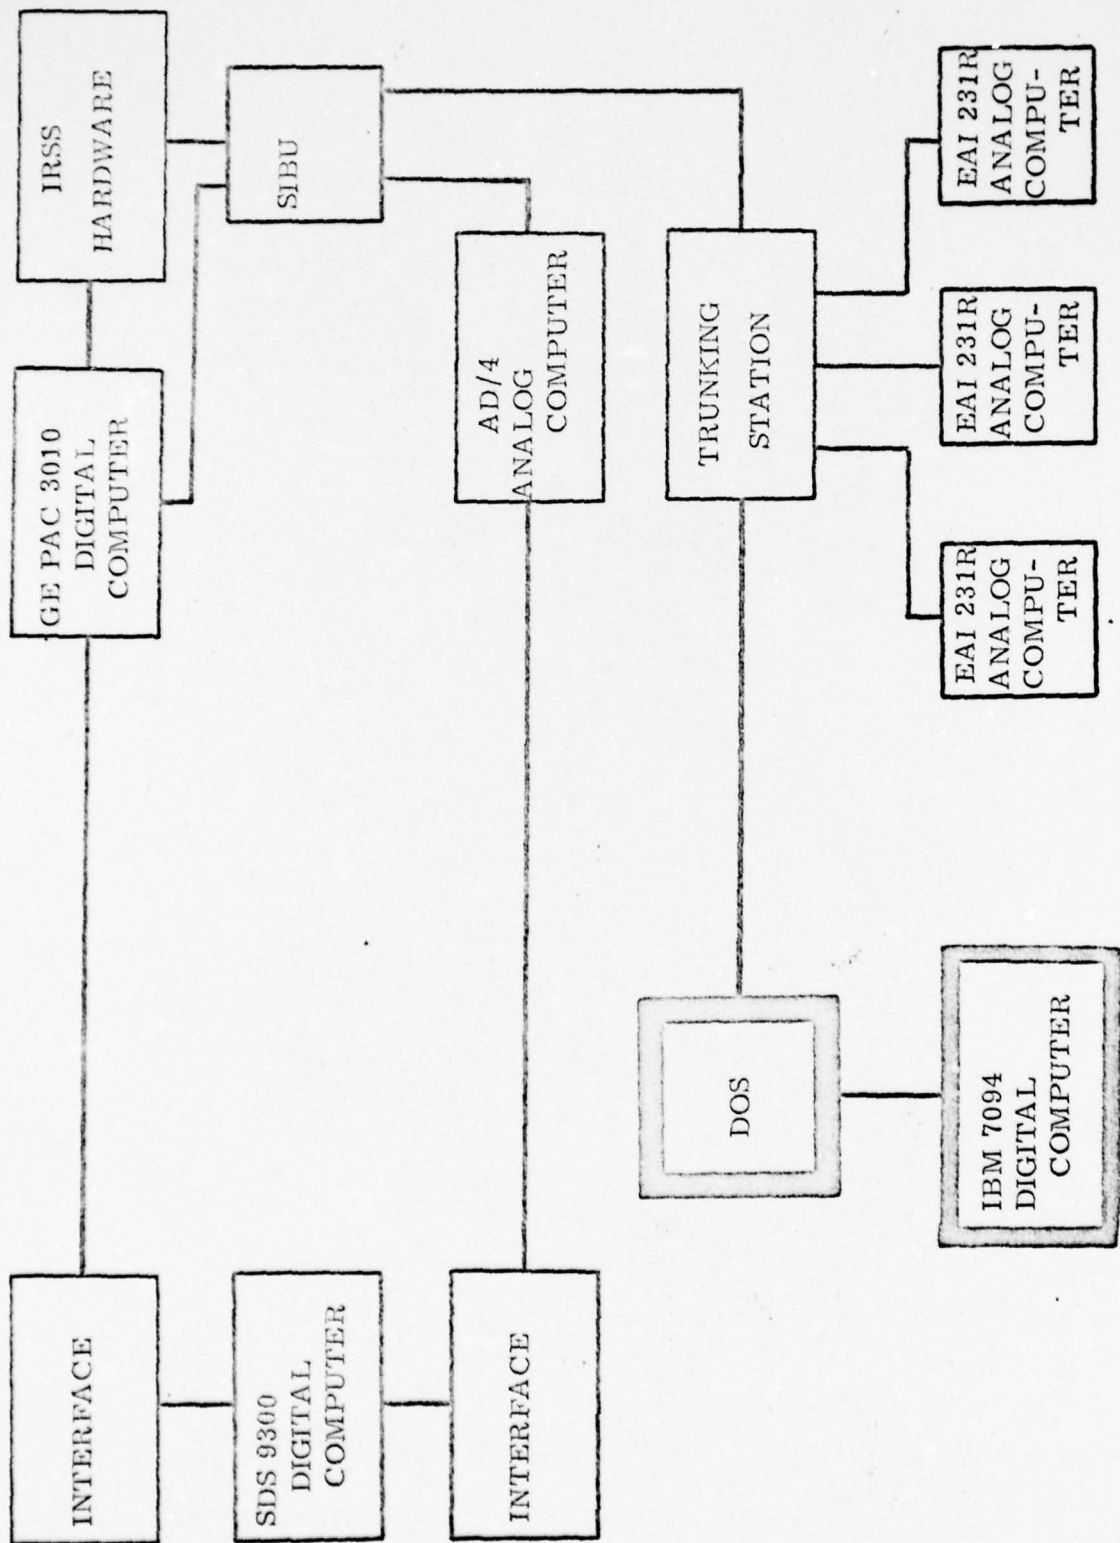 INTERFACE
GE PAC 3010
DIGITAL
COMPUTER
IRSS
HARDWARE
SDS 9300
DIGITAL
COMPUTER
SIBU
INTERFACE
AD/4
ANALOG
COMPUTER
DOS
TRUNKING
STATION
IBM 7094
DIGITAL
COMPUTER
EAI 231R
ANALOG
COMPU-
TER
EAI 231R
ANALOG
COMPU-
TER
EAI 231R
ANALOG
COMPU-
TER